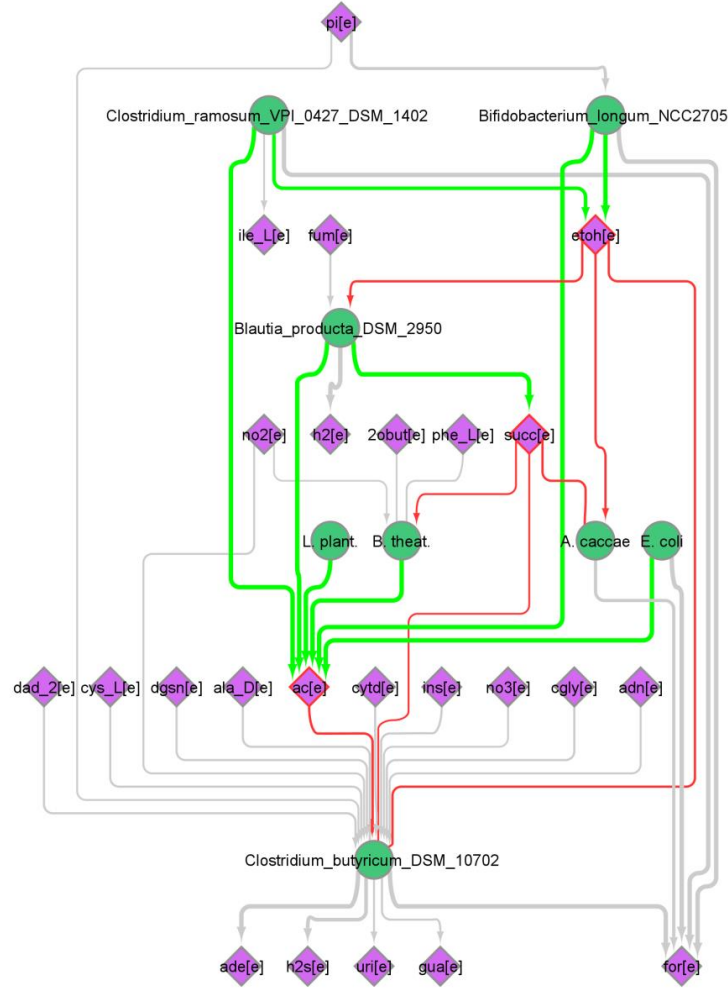 pi[e]
Clostridium_ramosum_VPI_0427_DSM_1402
Bifidobacterium_longum_NCC2705
ile_L[e]
fum[e]
etoh[e]
Blautia_producta_DSM_2950
no2[e]
h2[e]
2obut[e]
phe_L[e]
succ[e]
L. plant.
B. theat.
A. caccae
E. coli
dad_2[e]
cys_L[e]
dgsn[e]
ala_D[e]
ac[e]
cytd[e]
ins[e]
no3[e]
cgly[e]
adn[e]
Clostridium_butyricum_DSM_10702
ade[e]
h2s[e]
uri[e]
gua[e]
for[e]